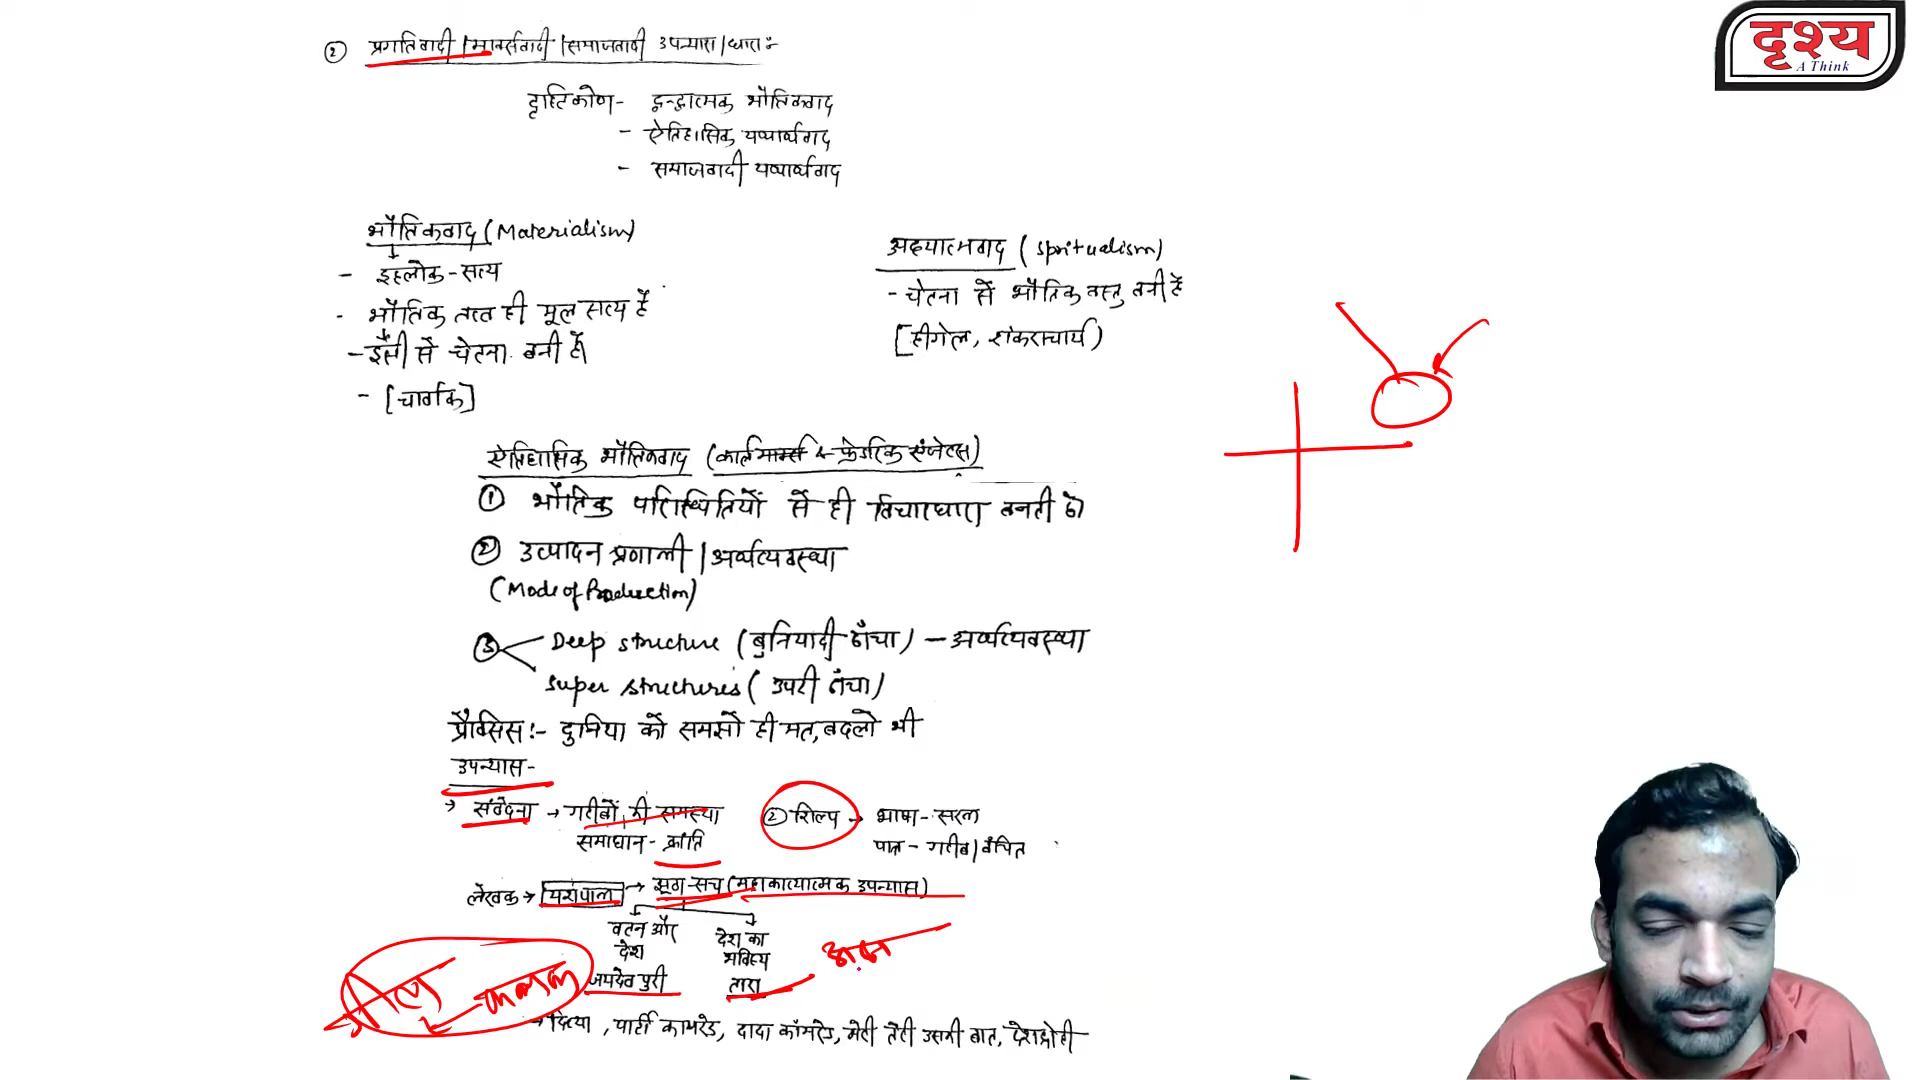 ② प्रगतिवादी / मार्क्सवादी / समाजवादी उपन्यास / धारा :-
दृश्य
A Think
दृष्टिकोण - द्वन्द्वात्मक भौतिकवाद
- ऐतिहासिक यथार्थवाद
- समाजवादी यथार्थवाद
भौतिकवाद (Materialism)
- इहलोक - सत्य
- भौतिक तत्व ही मूल सत्य है
- इसी से चेतना बनी है
- [चार्वाक]
अध्यात्मवाद (Spritualism)
- चेतना से भौतिक वस्तु बनी है
[हीगेल, शंकराचार्य)
ऐतिहासिक भौतिकवाद (कार्ल मार्क्स & फ्रेडरिक एंजेल्स)
① भौतिक परिस्थितियों से ही विचारधारा बनती है
② उत्पादन प्रणाली | अर्थव्यवस्था
(Mode of Production)
③ Deep structure (बुनियादी ढाँचा) - अर्थव्यवस्था
super structures (उपरी ढाँचा)
प्रैक्सिस :- दुनिया को समझो ही मत, बदलो भी
उपन्यास -
→ संवेदना → गरीबों की समस्या
समाधान - क्रांति
② शिल्प → भाषा - सरल
पात्र - गरीब / वंचित
लेखक → यशपाल → झूठा-सच (महाकाव्यात्मक उपन्यास)
वतन और देश
जयदेव पुरी
देश का भविष्य
तारा
→ दिव्या, पार्टी कामरेड, दादा कॉमरेड, मेरी तेरी उसकी बात, देशद्रोही